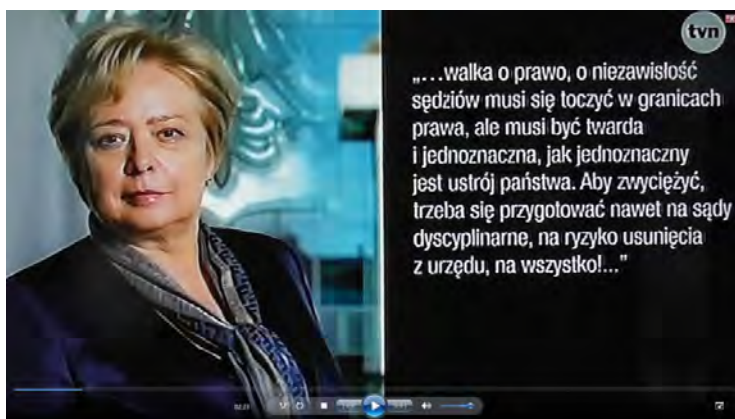 tvn
„…walka o prawo, o niezawisłość
sędziów musi się toczyć w granicach
prawa, ale musi być twarda
i jednoznaczna, jak jednoznaczny
jest ustrój państwa. Aby zwyciężyć,
trzeba się przygotować nawet na sądy
dyscyplinarne, na ryzyko usunięcia
z urzędu, na wszystko!...”